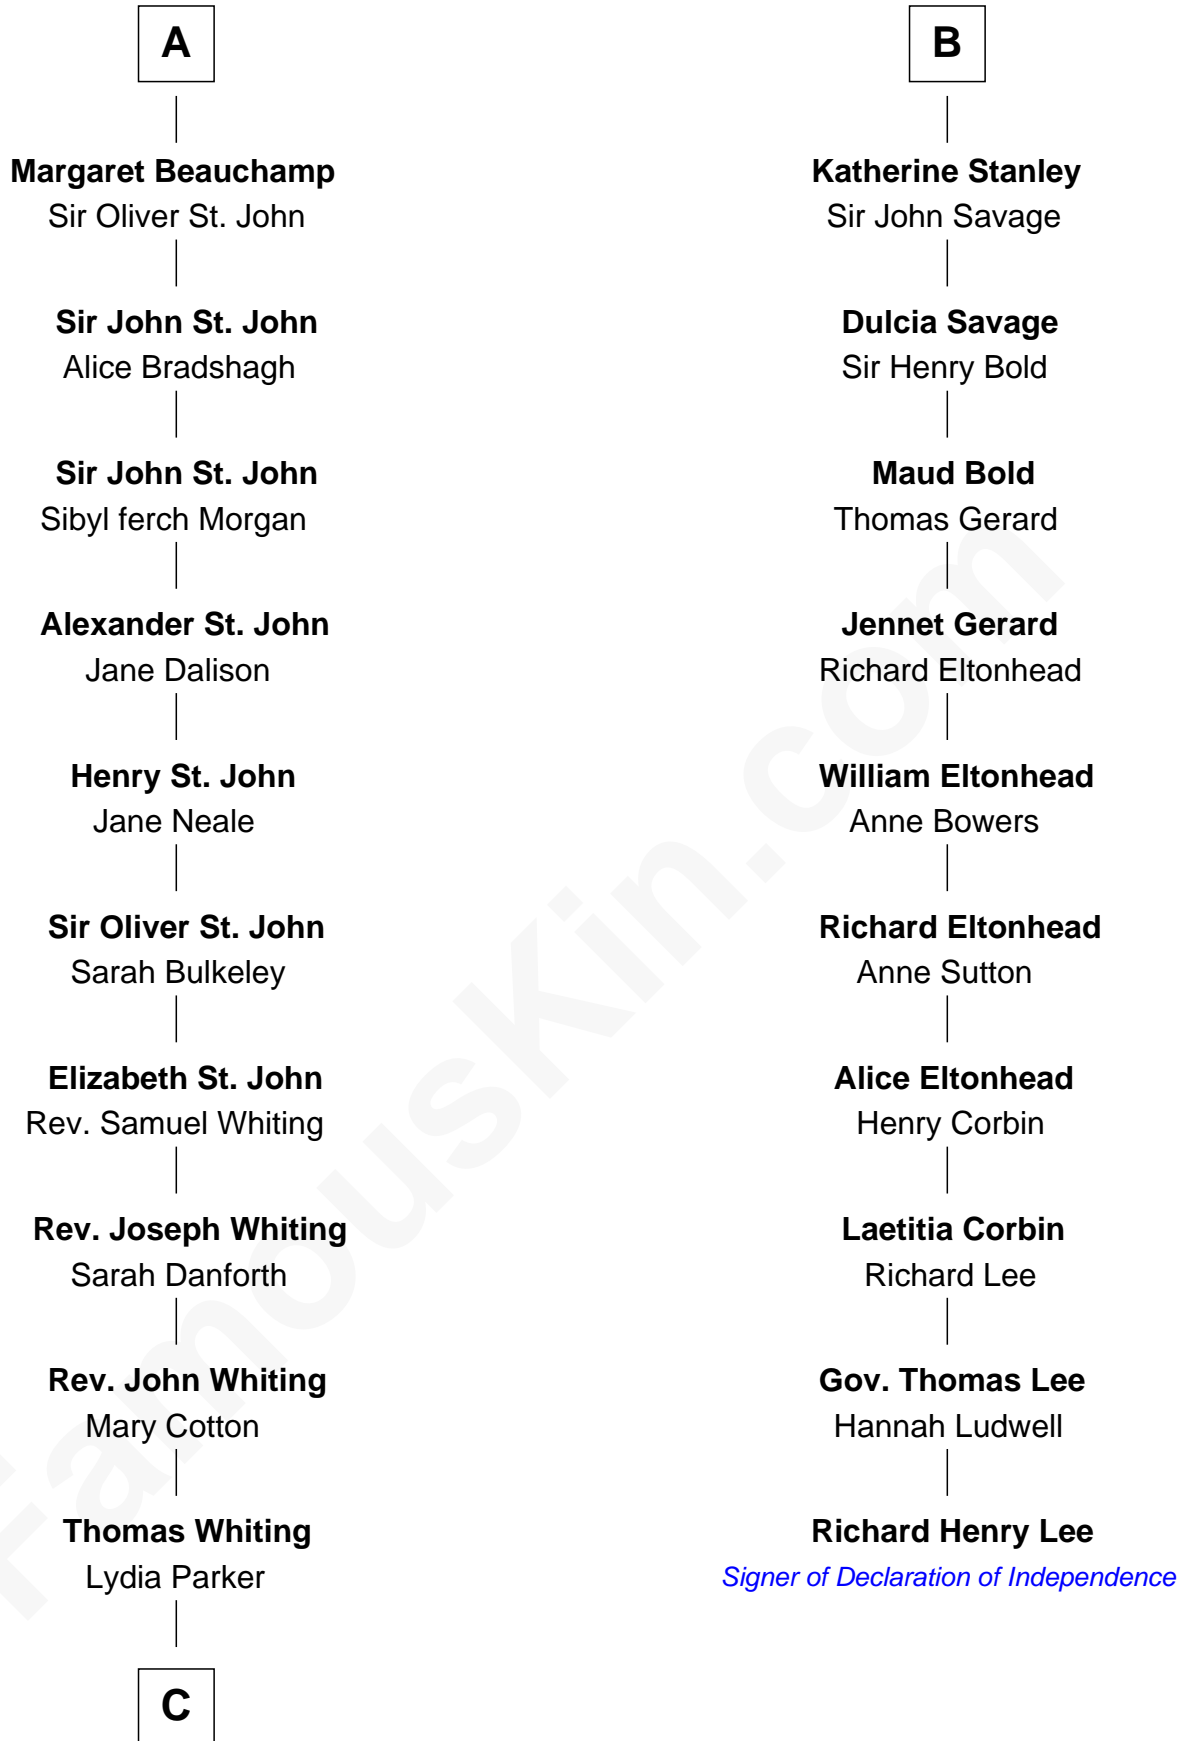 A
Margaret Beauchamp
Sir Oliver St. John
Sir John St. John
Alice Bradshagh
Sir John St. John
Sibyl ferch Morgan
Alexander St. John
Jane Dalison
Henry St. John
Jane Neale
Sir Oliver St. John
Sarah Bulkeley
Elizabeth St. John
Rev. Samuel Whiting
Rev. Joseph Whiting
Sarah Danforth
Rev. John Whiting
Mary Cotton
Thomas Whiting
Lydia Parker
C
B
Katherine Stanley
Sir John Savage
Dulcia Savage
Sir Henry Bold
Maud Bold
Thomas Gerard
Jennet Gerard
Richard Eltonhead
William Eltonhead
Anne Bowers
Richard Eltonhead
Anne Sutton
Alice Eltonhead
Henry Corbin
Laetitia Corbin
Richard Lee
Gov. Thomas Lee
Hannah Ludwell
Richard Henry Lee
Signer of Declaration of Independence
FamousKin.com